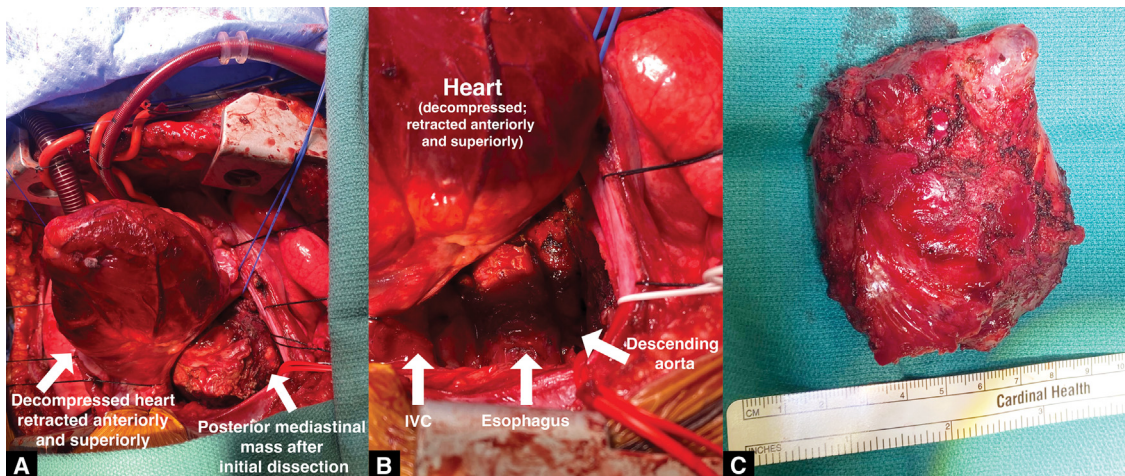 Decompressed heart
retracted anteriorly
and superiorly
Posterior mediastinal
mass after
initial dissection
A
Heart
(decompressed;
retracted anteriorly
and superiorly)
Descending
aorta
IVC
Esophagus
B
CM 1 2 3 4 5 6 7 8 9 10
Cardinal Health
INCHES 1 2 3
C